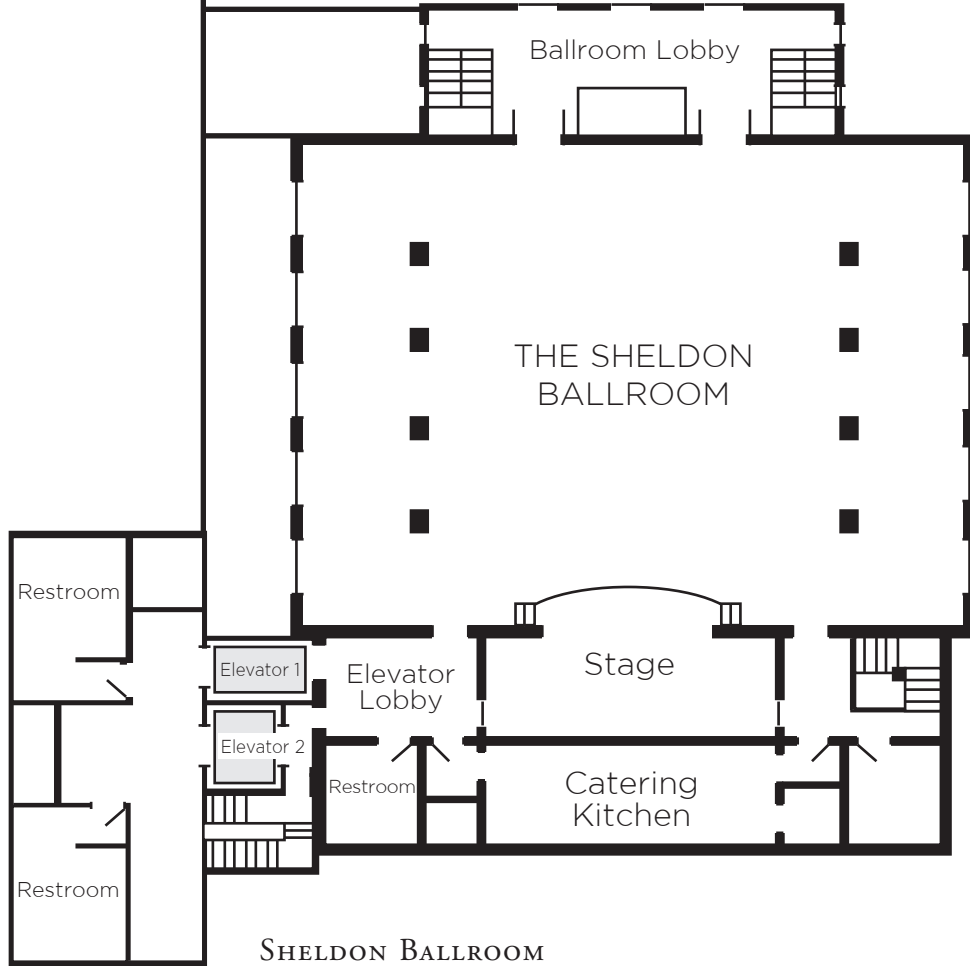 Ballroom Lobby
THE SHELDON
BALLROOM
Restroom
Elevator 1
Elevator
Lobby
Stage
Elevator 2
Restroom
Catering
Kitchen
Restroom
SHELDON BALLROOM